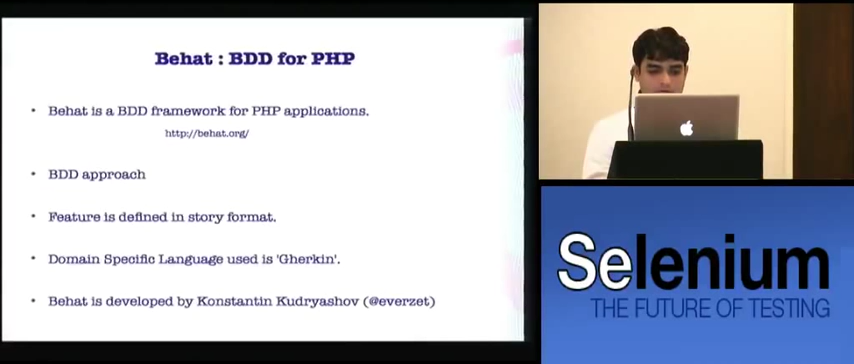 Behat : BDD for PHP
• Behat is a BDD framework for PHP applications.
http://behat.org/
• BDD approach
• Feature is defined in story format.
• Domain Specific Language used is 'Gherkin'.
• Behat is developed by Konstantin Kudryashov (@everzet)
Selenium
THE FUTURE OF TESTING